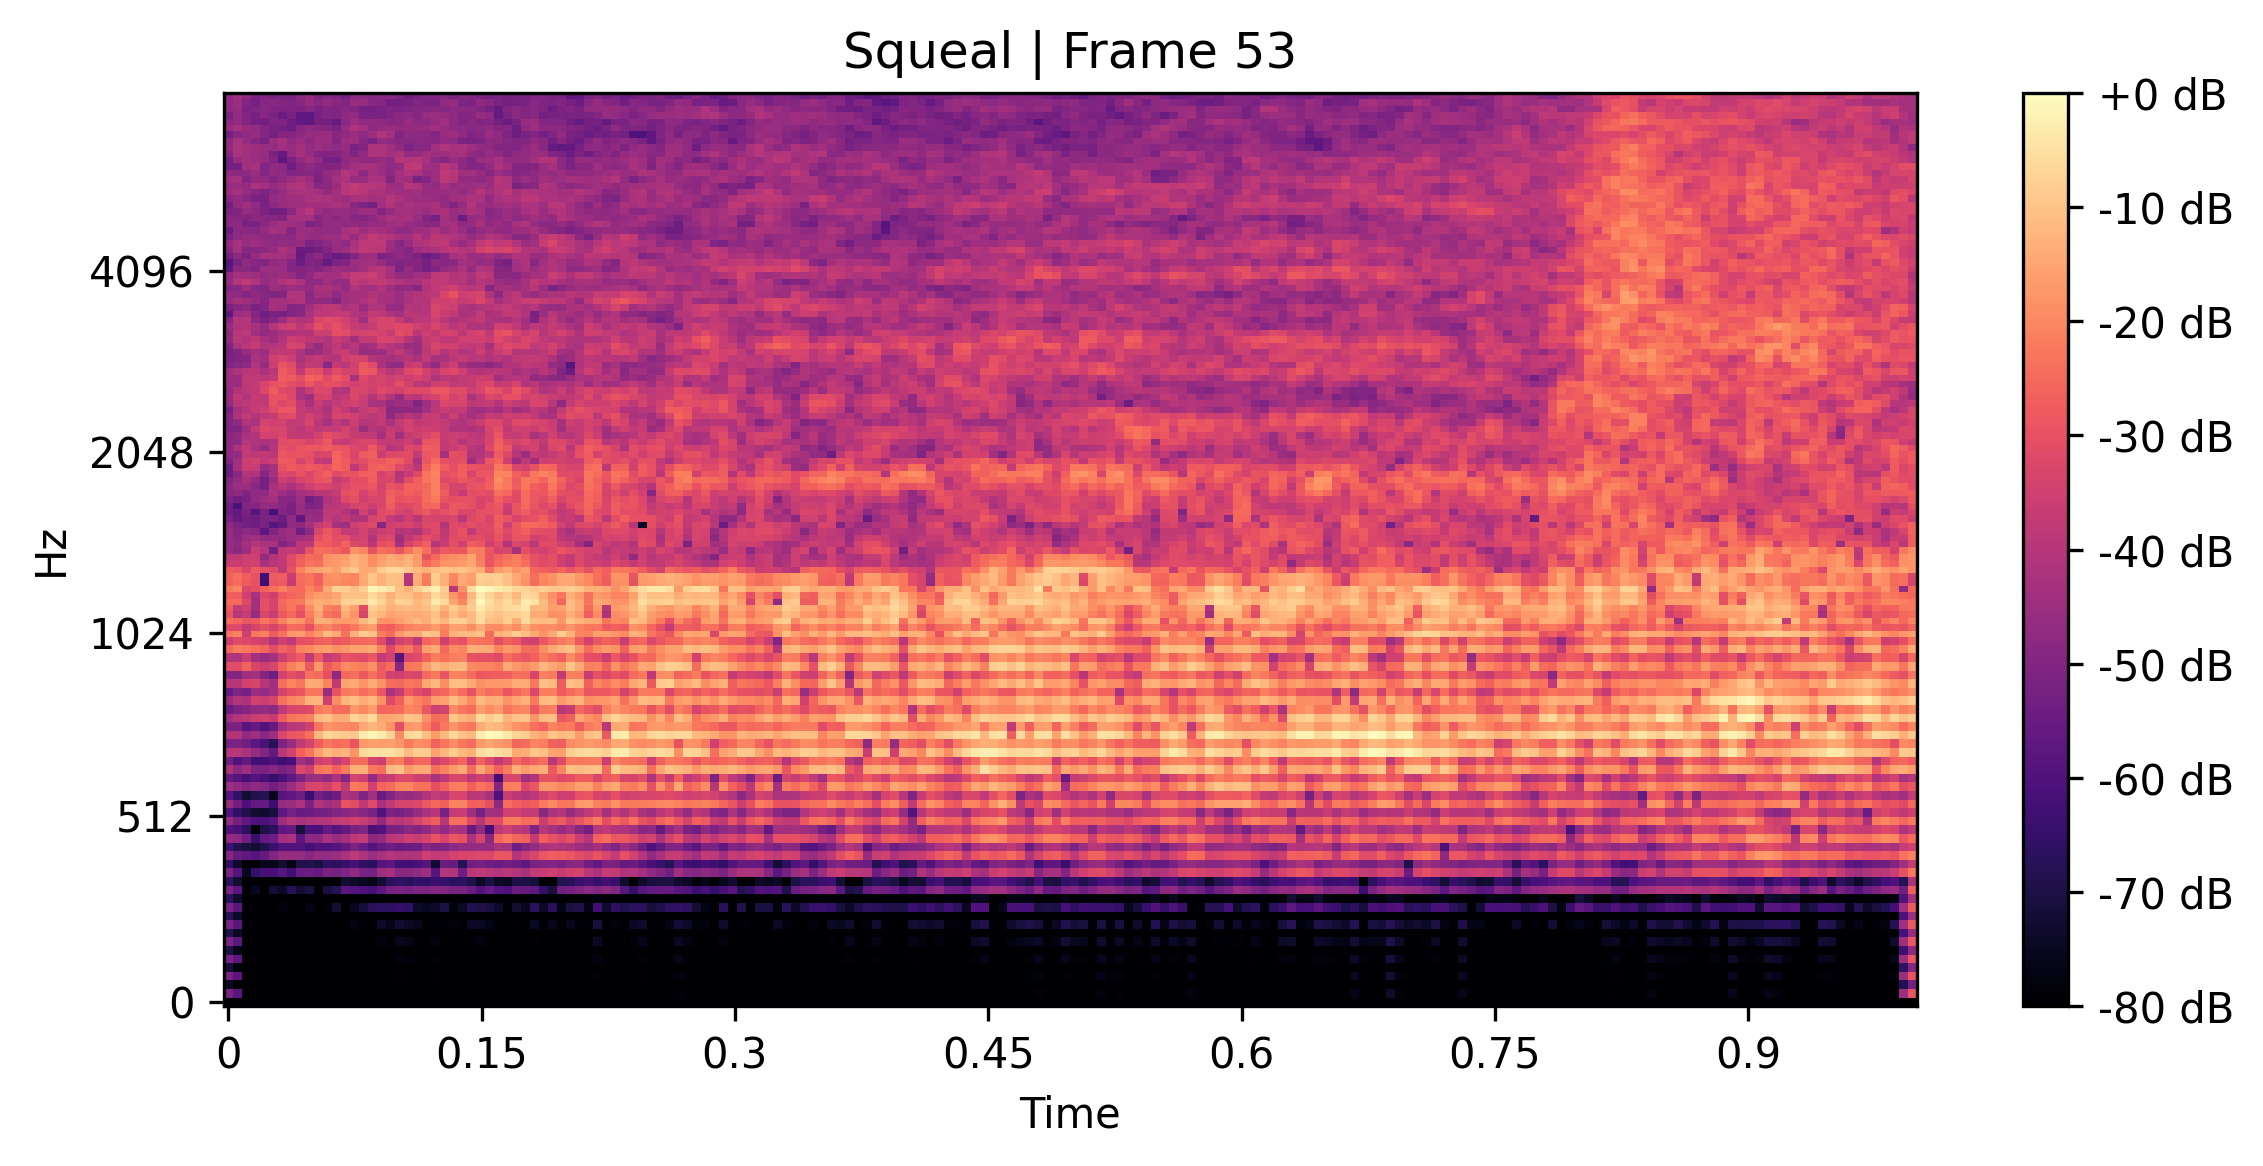 Squeal | Frame 53
Hz
4096
2048
1024
512
0
0 0.15 0.3 0.45 0.6 0.75 0.9
Time
+0 dB
-10 dB
-20 dB
-30 dB
-40 dB
-50 dB
-60 dB
-70 dB
-80 dB